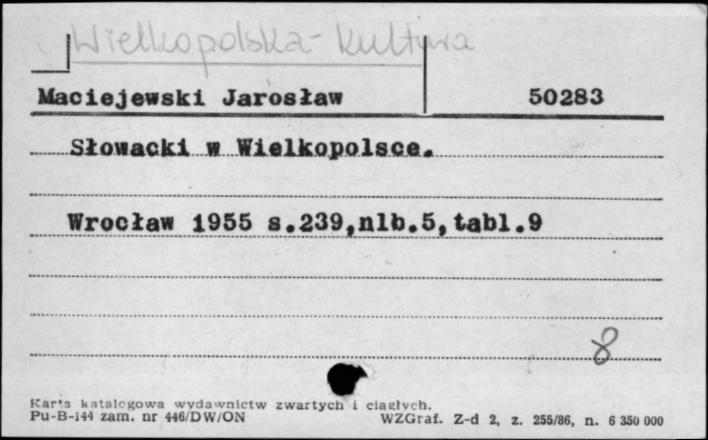 Wielkopolska - kultura
Maciejewski Jarosław 50283
Słowacki w Wielkopolsce.
Wrocław 1955 s.239,nlb.5,tabl.9
8
Karta katalogowa wydawnictw zwartych i ciągłych.
Pu-B-144 zam. nr 446/DW/ON WZGraf. Z-d 2, z. 255/86, n. 6 350 000